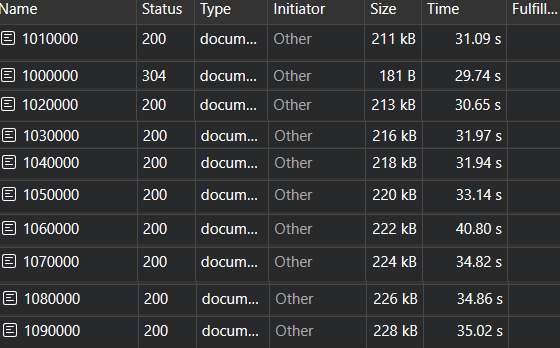 Name Status Type Initiator Size Time Fulfill...
1010000 200 docum... Other 211 kB 31.09 s
1000000 304 docum... Other 181 B 29.74 s
1020000 200 docum... Other 213 kB 30.65 s
1030000 200 docum... Other 216 kB 31.97 s
1040000 200 docum... Other 218 kB 31.94 s
1050000 200 docum... Other 220 kB 33.14 s
1060000 200 docum... Other 222 kB 40.80 s
1070000 200 docum... Other 224 kB 34.82 s
1080000 200 docum... Other 226 kB 34.86 s
1090000 200 docum... Other 228 kB 35.02 s